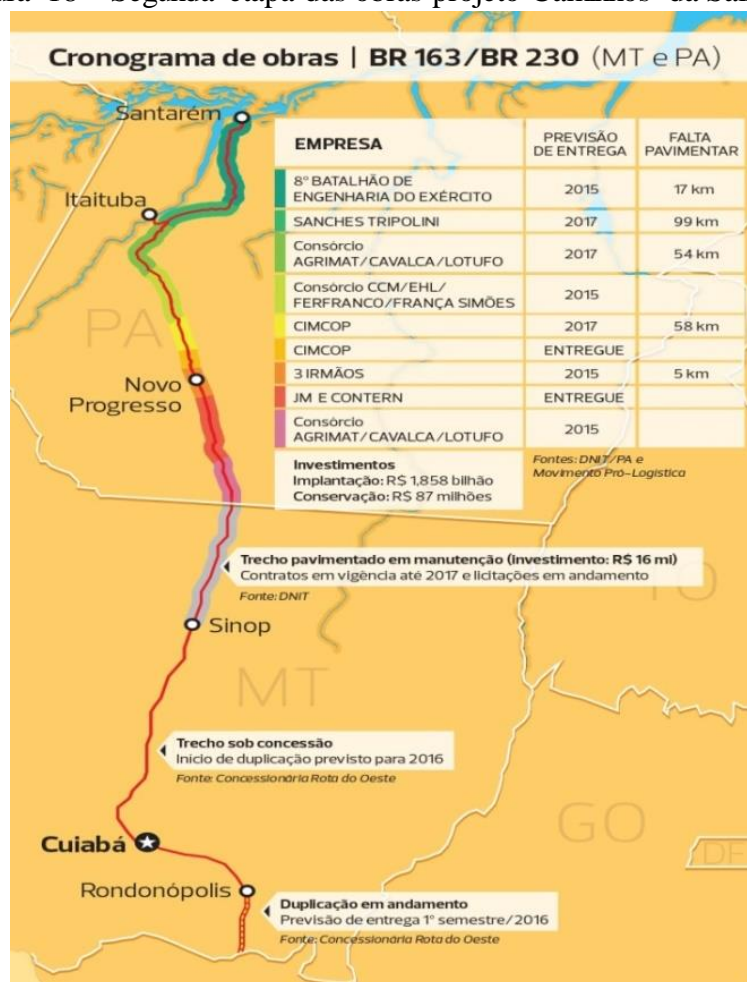 Segunda etapa das obras projeto
Cronograma de obras | BR 163/BR 230 (MT e PA)
Santarém
Itaituba
PA
Novo
Progresso
EMPRESA PREVISÃO DE ENTREGA FALTA PAVIMENTAR
8º BATALHÃO DE
ENGENHARIA DO EXÉRCITO 2015 17 km
SANCHES TRIPOLINI 2017 99 km
Consórcio
AGRIMAT/CAVALCA/LOTUFO 2017 54 km
Consórcio CCM/EHL/
FERFRANCO/FRANÇA SIMÕES 2015
CIMCOP 2017 58 km
CIMCOP ENTREGUE
3 IRMÃOS 2015 5 km
JM E CONTERN ENTREGUE
Consórcio
AGRIMAT/CAVALCA/LOTUFO 2015
Investimentos
Implantação: R$ 1,858 bilhão
Conservação: R$ 87 milhões
Fontes: DNIT/PA e
Movimento Pró-Logística
Trecho pavimentado em manutenção (investimento: R$ 16 mi)
Contratos em vigência até 2017 e licitações em andamento
Fonte: DNIT
TO
Sinop
MT
Trecho sob concessão
Início de duplicação previsto para 2016
Fonte: Concessionária Rota do Oeste
GO
DF
Cuiabá
Rondonópolis
Duplicação em andamento
Previsão de entrega 1º semestre/2016
Fonte: Concessionária Rota do Oeste